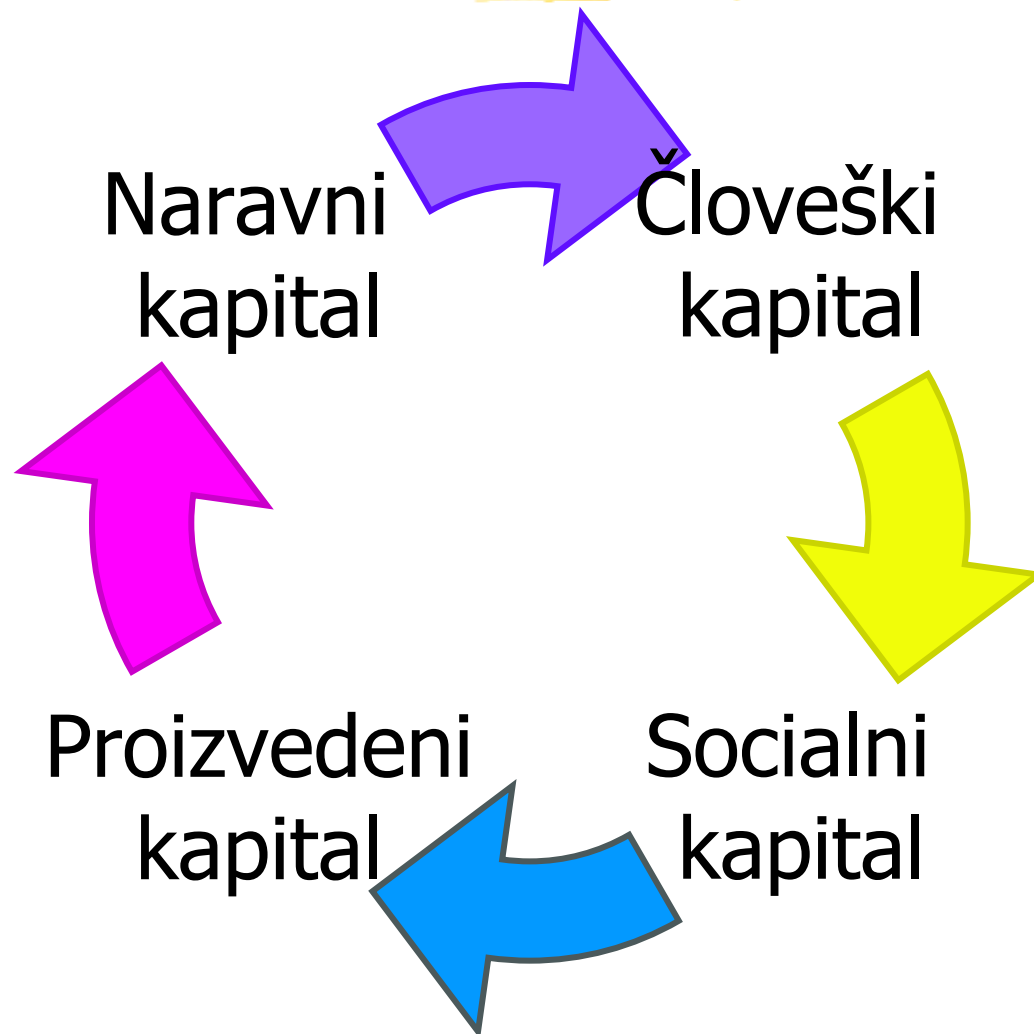 Naravni
kapital
Človeški
kapital
Socialni
kapital
Proizvedeni
kapital